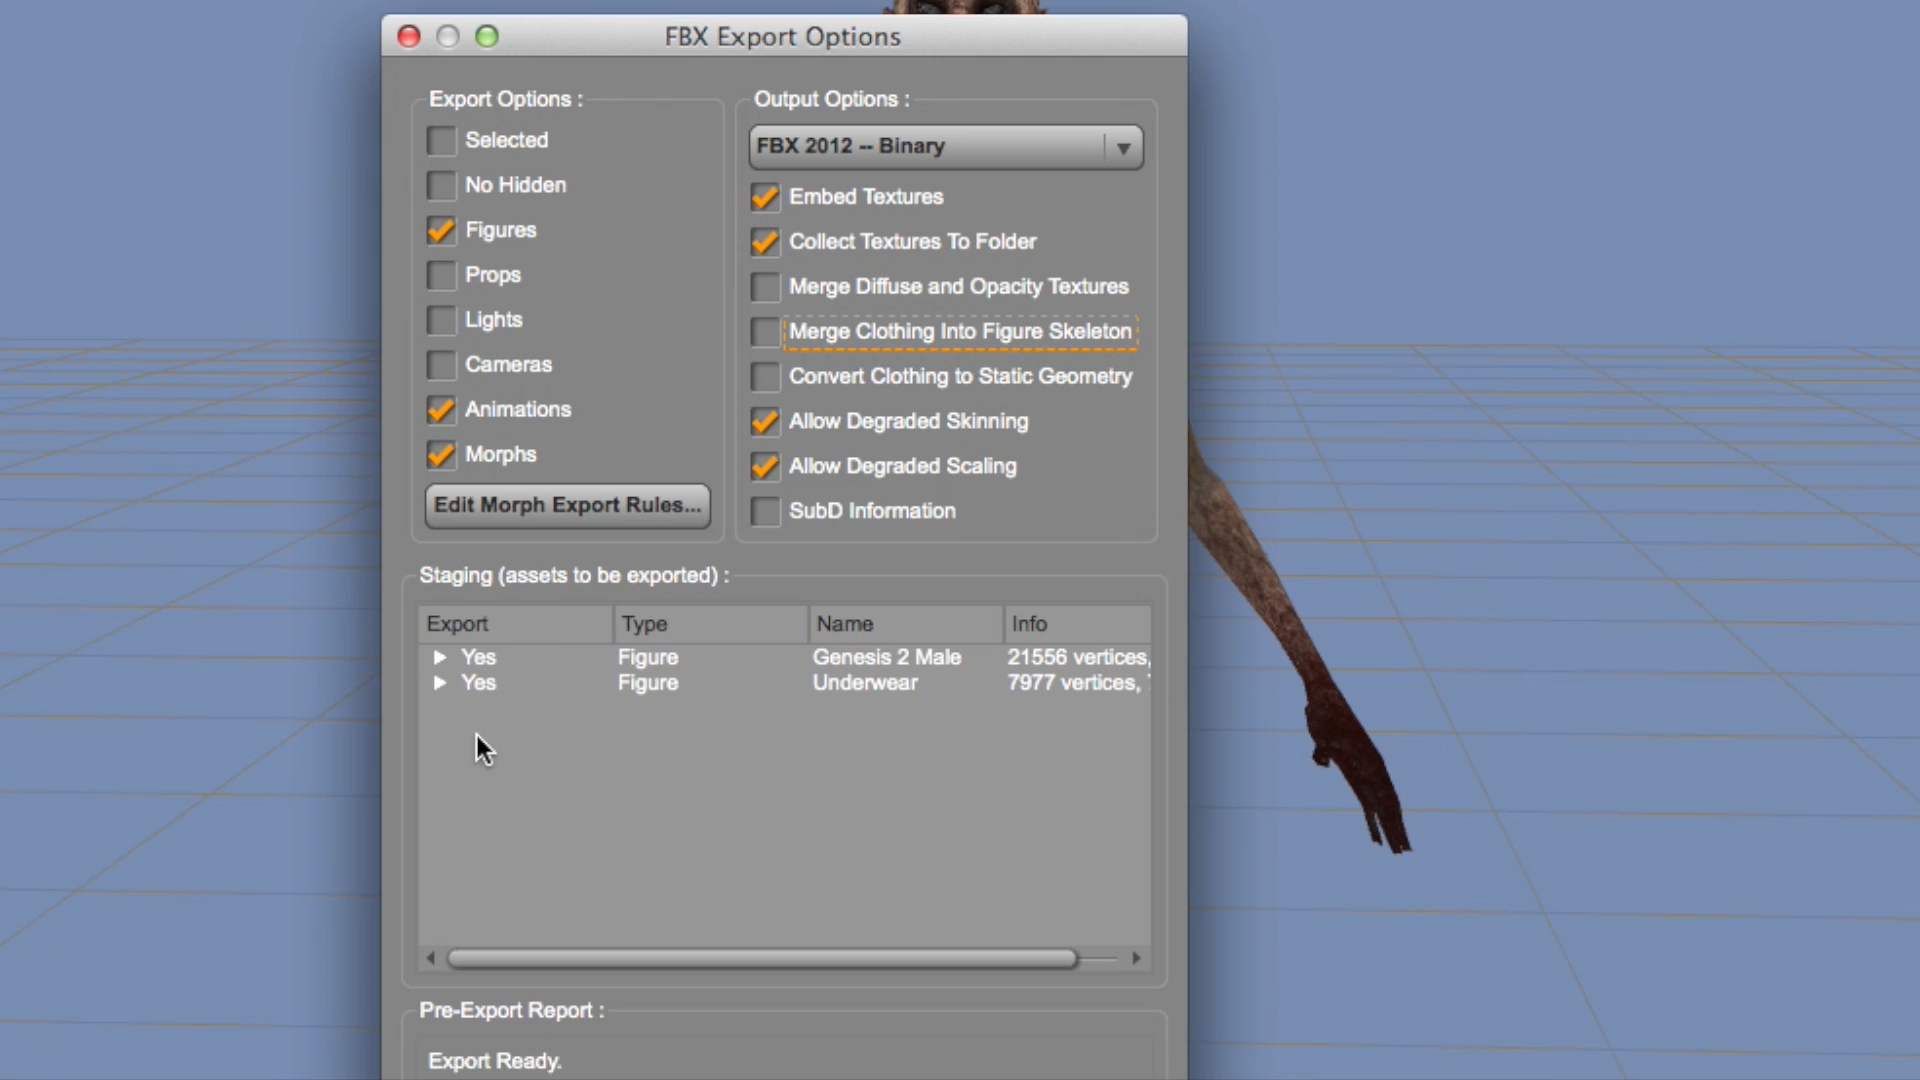 FBX Export Options
Export Options :
Selected
No Hidden
Figures
Props
Lights
Cameras
Animations
Morphs
Edit Morph Export Rules...
Output Options :
FBX 2012 -- Binary
Embed Textures
Collect Textures To Folder
Merge Diffuse and Opacity Textures
Merge Clothing Into Figure Skeleton
Convert Clothing to Static Geometry
Allow Degraded Skinning
Allow Degraded Scaling
SubD Information
Staging (assets to be exported) :
Export Type Name Info
Yes Figure Genesis 2 Male 21556 vertices,
Yes Figure Underwear 7977 vertices,
Pre-Export Report :
Export Ready.